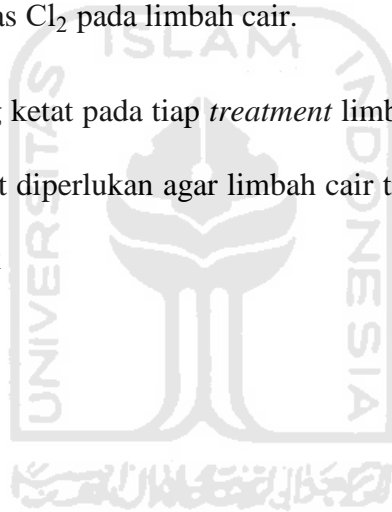 as Cl₂ pada limbah cair.
ketat pada tiap treatment limb
t diperlukan agar limbah cair t
ISLAM
UNIVERSITAS
INDONESIA